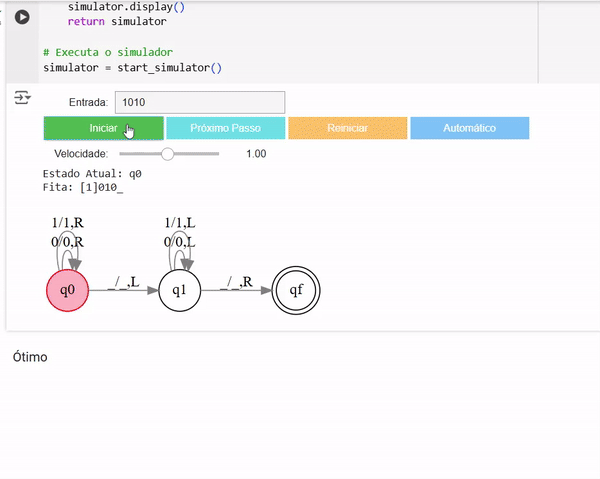 simulator.display()
return simulator
# Executa o simulador
simulator = start_simulator()
Entrada: 1010
Iniciar Próximo Passo Reiniciar Automático
Velocidade: 1.00
Estado Atual: q0
Fita: [1]010_
1/1,R 1/1,L
0/0,R 0/0,L
q0 _/_,L q1 _/_,R qf
Ótimo